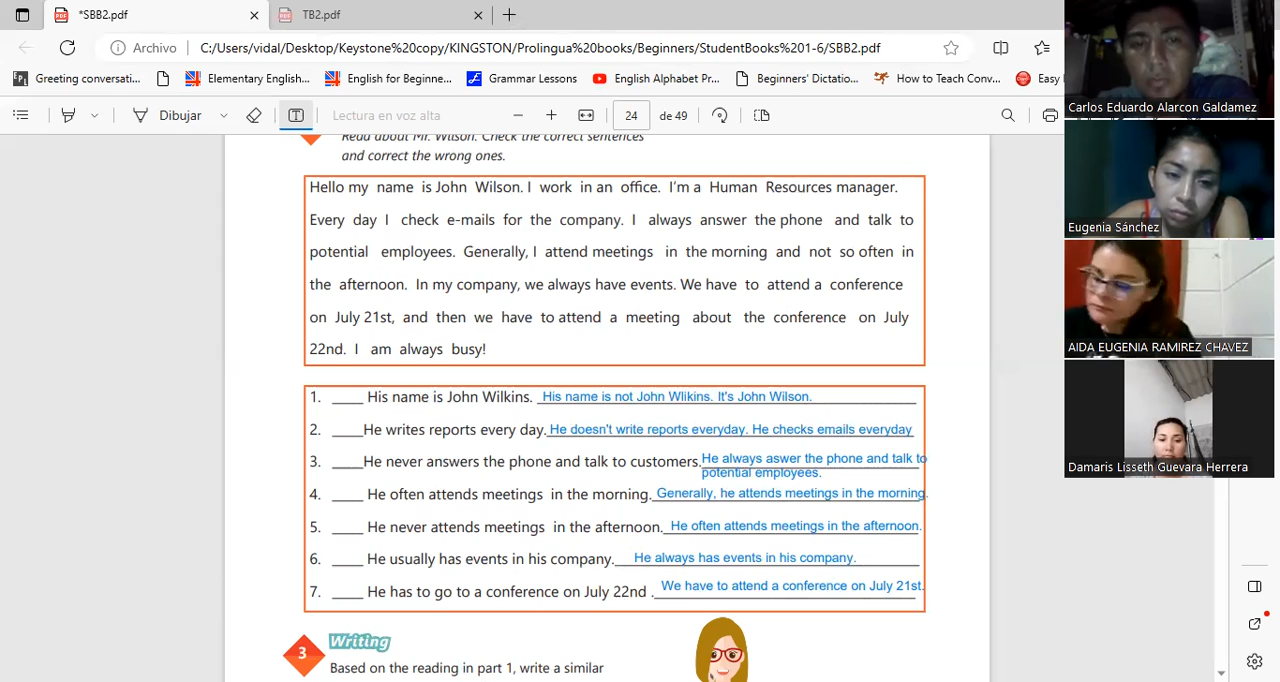 *SBB2.pdf
TB2.pdf
Archivo C:/Users/vidal/Desktop/Keystone%20copy/KINGSTON/Prolingua%20books/Beginners/StudentBooks%201-6/SBB2.pdf
Greeting conversati... Elementary English... English for Beginne... Grammar Lessons English Alphabet Pr... Beginners' Dictatio... How to Teach Conv... Easy
Dibujar Lectura en voz alta 24 de 49
Read about Mr. Wilson. Check the correct sentences
and correct the wrong ones.
Hello my name is John Wilson. I work in an office. I'm a Human Resources manager.
Every day I check e-mails for the company. I always answer the phone and talk to
potential employees. Generally, I attend meetings in the morning and not so often in
the afternoon. In my company, we always have events. We have to attend a conference
on July 21st, and then we have to attend a meeting about the conference on July
22nd. I am always busy!
1. ____ His name is John Wilkins. His name is not John Wlikins. It's John Wilson.
2. ____He writes reports every day. He doesn't write reports everyday. He checks emails everyday
3. ____He never answers the phone and talk to customers. He always aswer the phone and talk to
potential employees.
4. ____ He often attends meetings in the morning. Generally, he attends meetings in the morning.
5. ____ He never attends meetings in the afternoon. He often attends meetings in the afternoon.
6. ____ He usually has events in his company. He always has events in his company.
7. ____ He has to go to a conference on July 22nd . We have to attend a conference on July 21st.
3 Writing
Based on the reading in part 1, write a similar
Carlos Eduardo Alarcon Galdamez
Eugenia Sánchez
AIDA EUGENIA RAMIREZ CHAVEZ
Damaris Lisseth Guevara Herrera